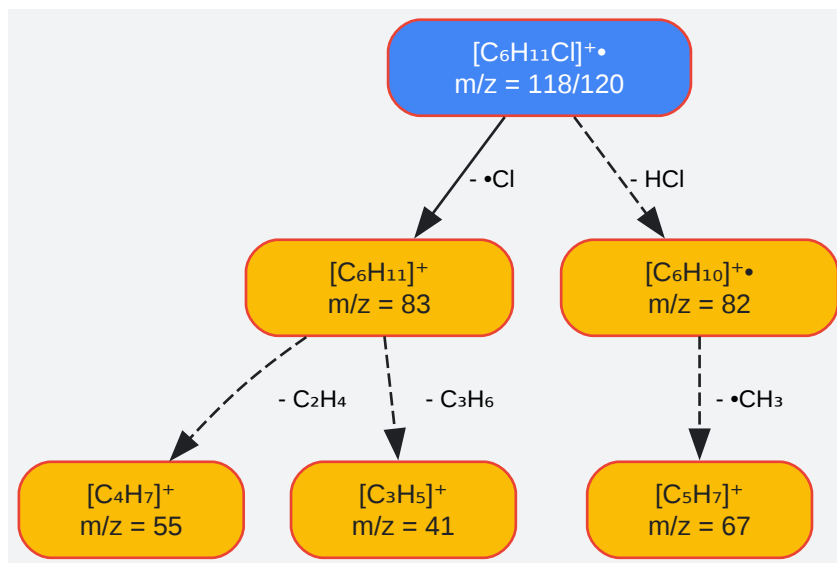 [C₆H₁₁Cl]⁺•
m/z = 118/120
- •Cl
- HCl
[C₆H₁₁]⁺
m/z = 83
[C₆H₁₀]⁺•
m/z = 82
- C₂H₄
- C₃H₆
- •CH₃
[C₄H₇]⁺
m/z = 55
[C₃H₅]⁺
m/z = 41
[C₅H₇]⁺
m/z = 67